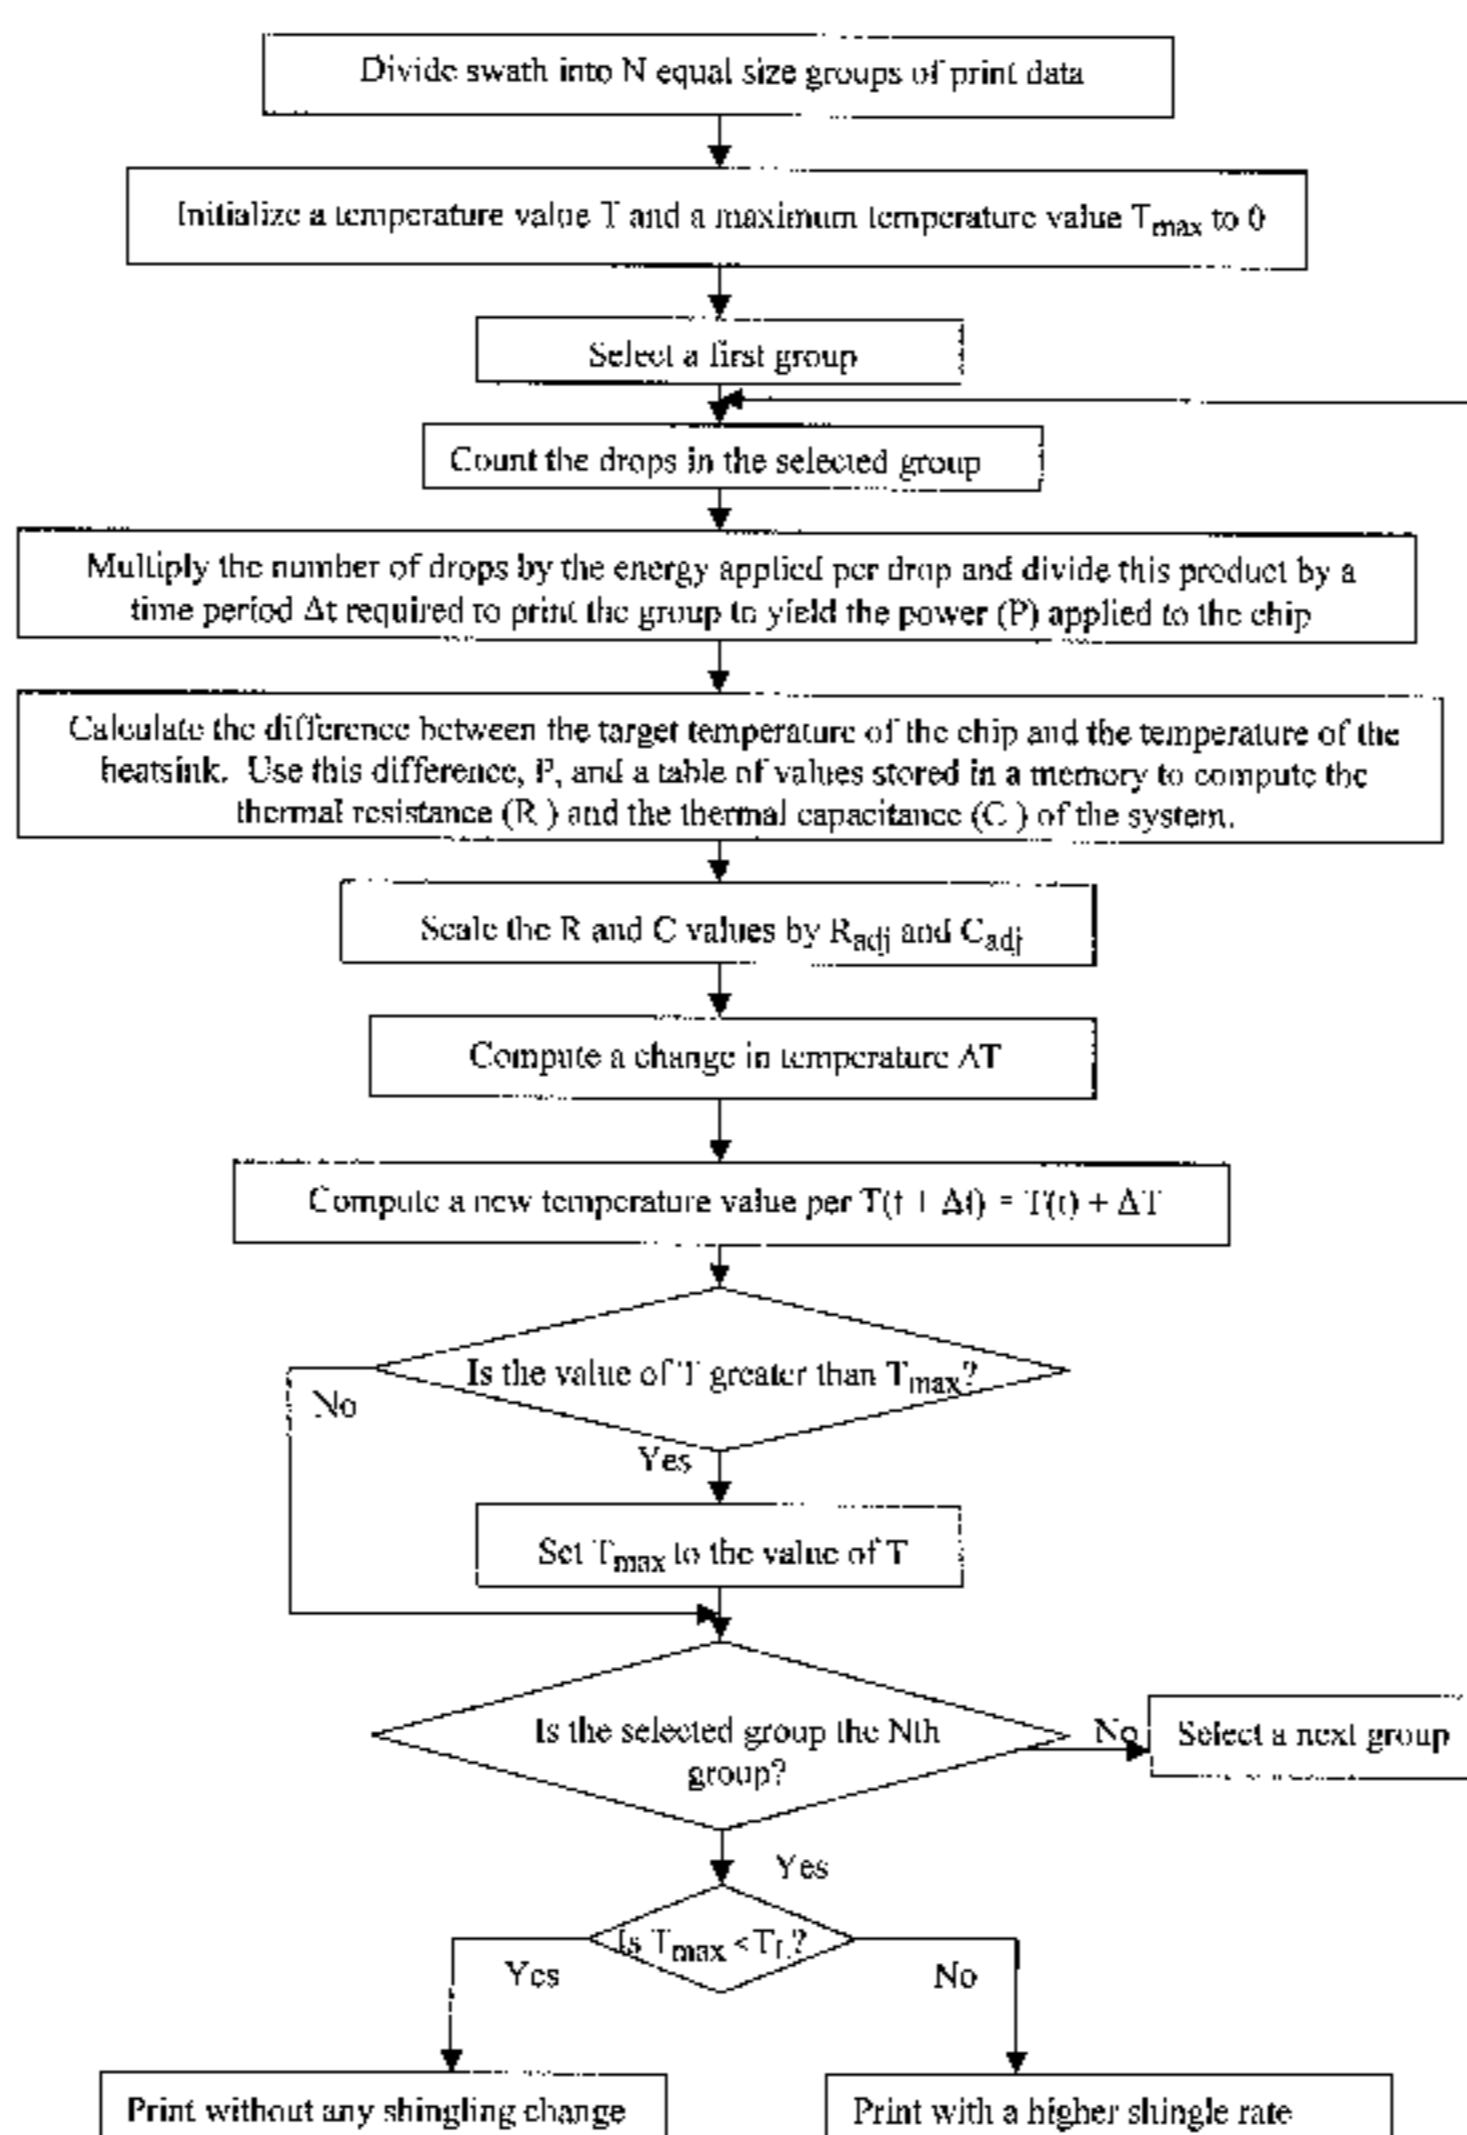 Divide swath into N equal size groups of print data
Initialize a temperature value T and a maximum temperature value Tmax to 0
Select a first group
Count the drops in the selected group
Multiply the number of drops by the energy applied per drop and divide this product by a
time period Δt required to print the group to yield the power (P) applied to the chip
Calculate the difference between the target temperature of the chip and the temperature of the
heatsink. Use this difference, P, and a table of values stored in a memory to compute the
thermal resistance (R ) and the thermal capacitance (C ) of the system.
Scale the R and C values by Radj and Cadj
Compute a change in temperature ΔT
Compute a new temperature value per T(t + Δt) = T(t) + ΔT
Is the value of T greater than Tmax?
No
Yes
Set Tmax to the value of T
Is the selected group the Nth
group?
No
Select a next group
Yes
Is Tmax <TL?
Yes
No
Print without any shingling change
Print with a higher shingle rate